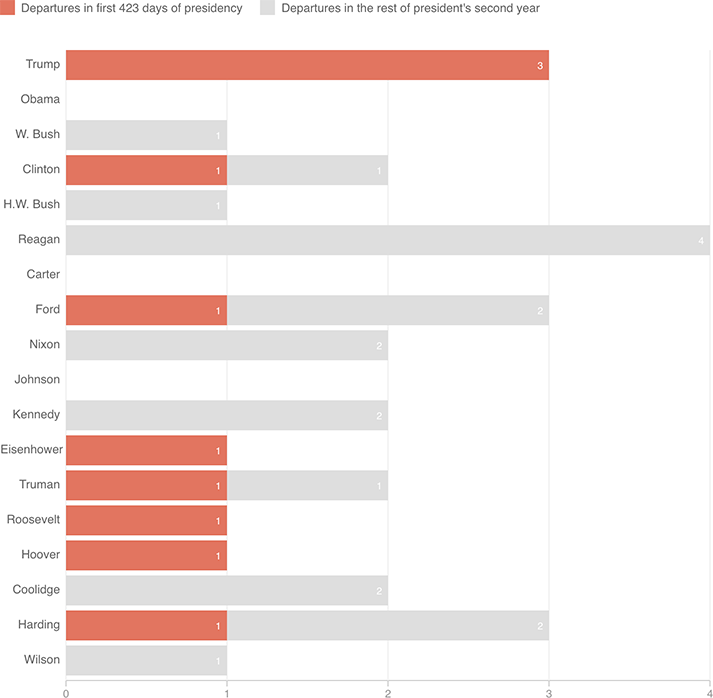 Departures in first 423 days of presidency Departures in the rest of president's second year
Trump 3
Obama
W. Bush 1
Clinton 1 1
H.W. Bush 1
Reagan 4
Carter
Ford 1 2
Nixon 2
Johnson
Kennedy 2
Eisenhower 1
Truman 1 1
Roosevelt 1
Hoover 1
Coolidge 2
Harding 1 2
Wilson 1
0 1 2 3 4